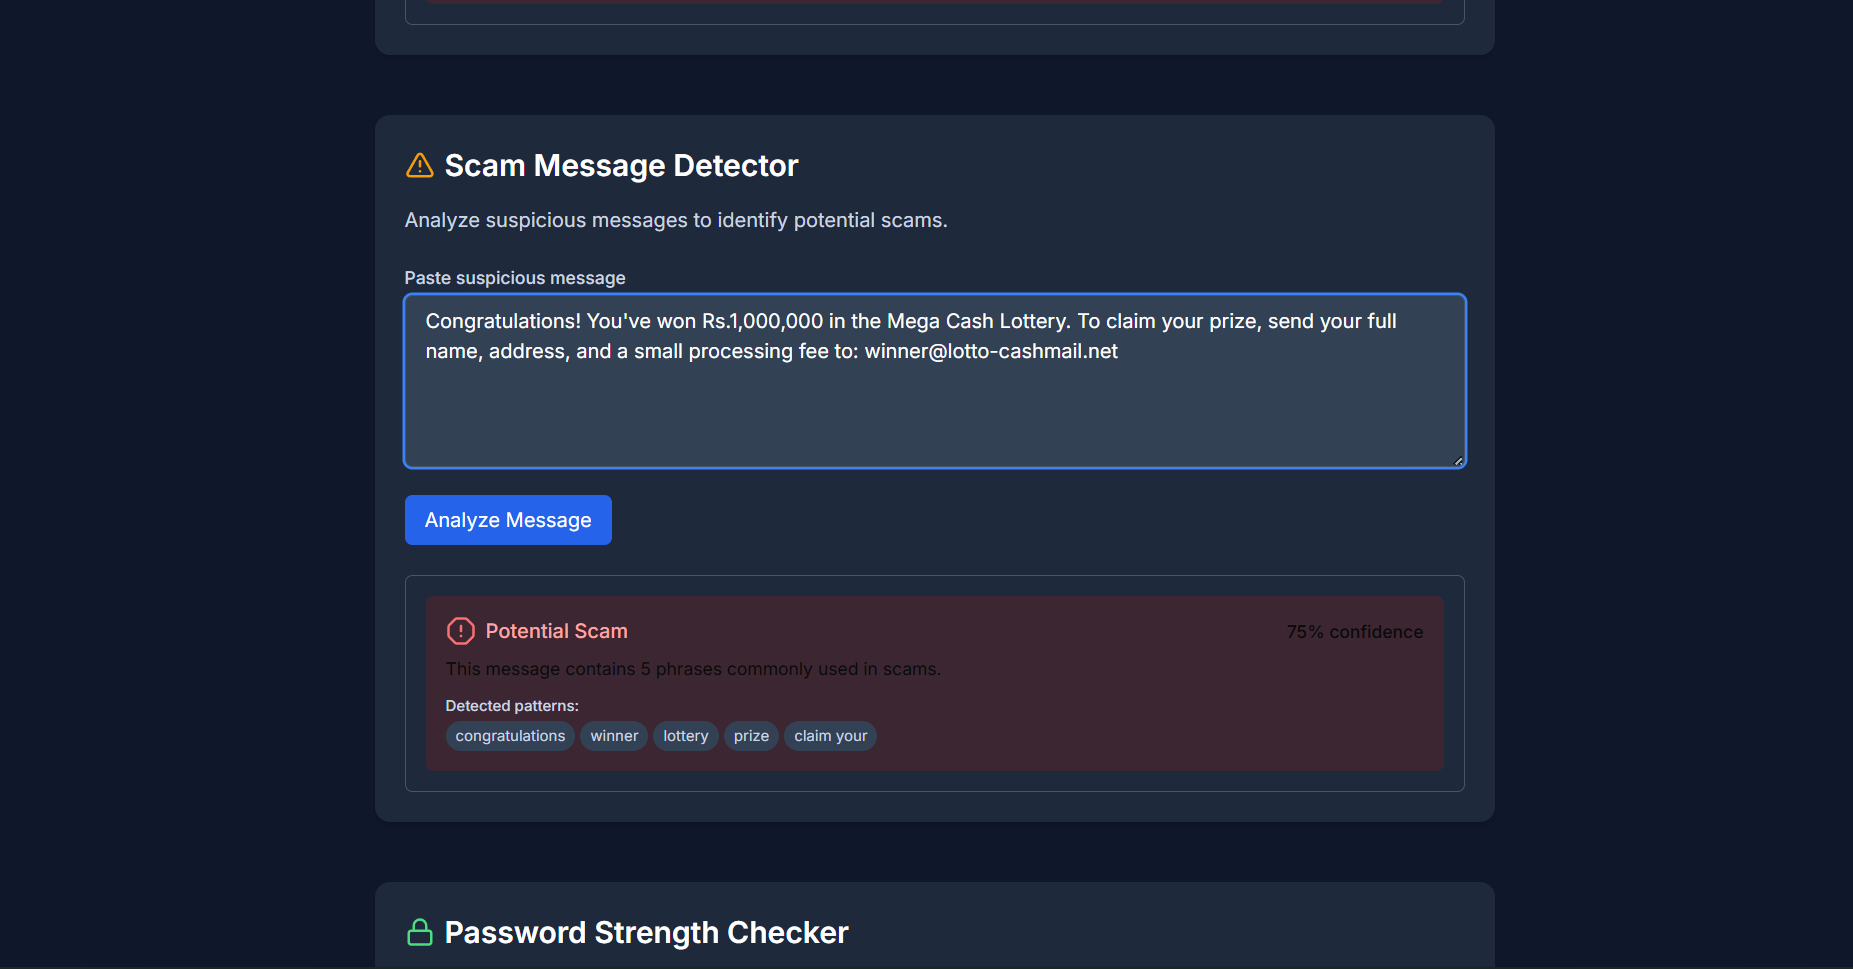 Scam Message Detector
Analyze suspicious messages to identify potential scams.
Paste suspicious message
Congratulations! You've won Rs.1,000,000 in the Mega Cash Lottery. To claim your prize, send your full
name, address, and a small processing fee to: winner@lotto-cashmail.net
Analyze Message
Potential Scam
75% confidence
This message contains 5 phrases commonly used in scams.
Detected patterns:
congratulations winner lottery prize claim your
Password Strength Checker